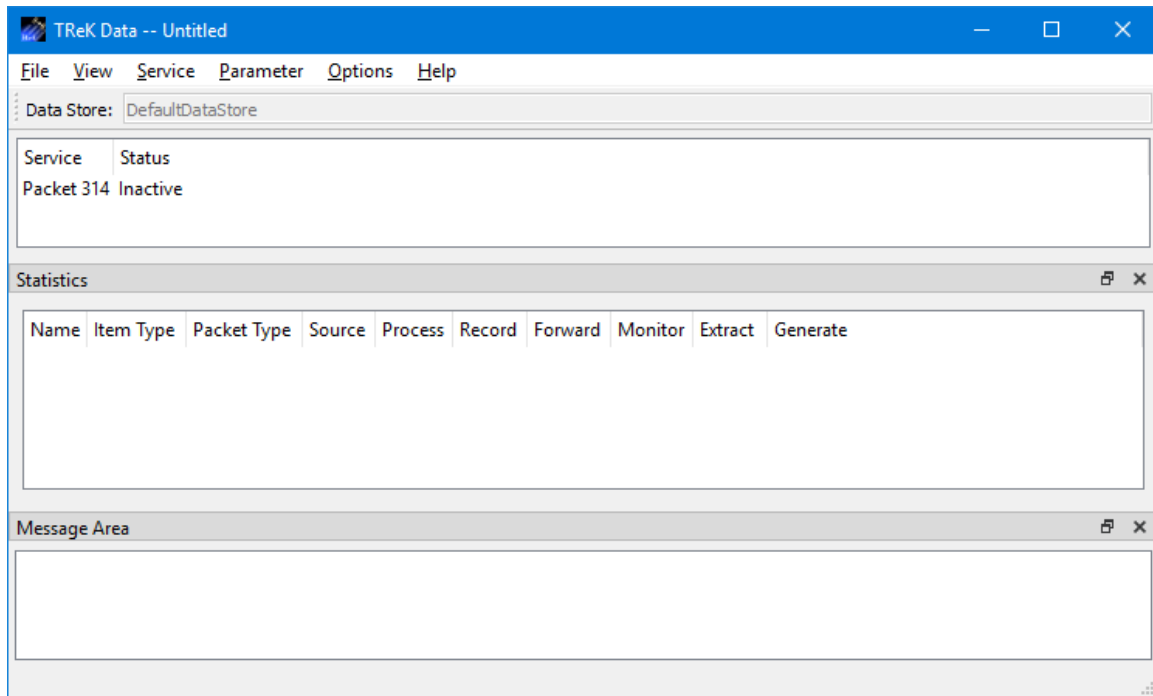 TReK Data -- Untitled
File View Service Parameter Options Help
Data Store: DefaultDataStore
Service Status
Packet 314 Inactive
Statistics
Name Item Type Packet Type Source Process Record Forward Monitor Extract Generate
Message Area